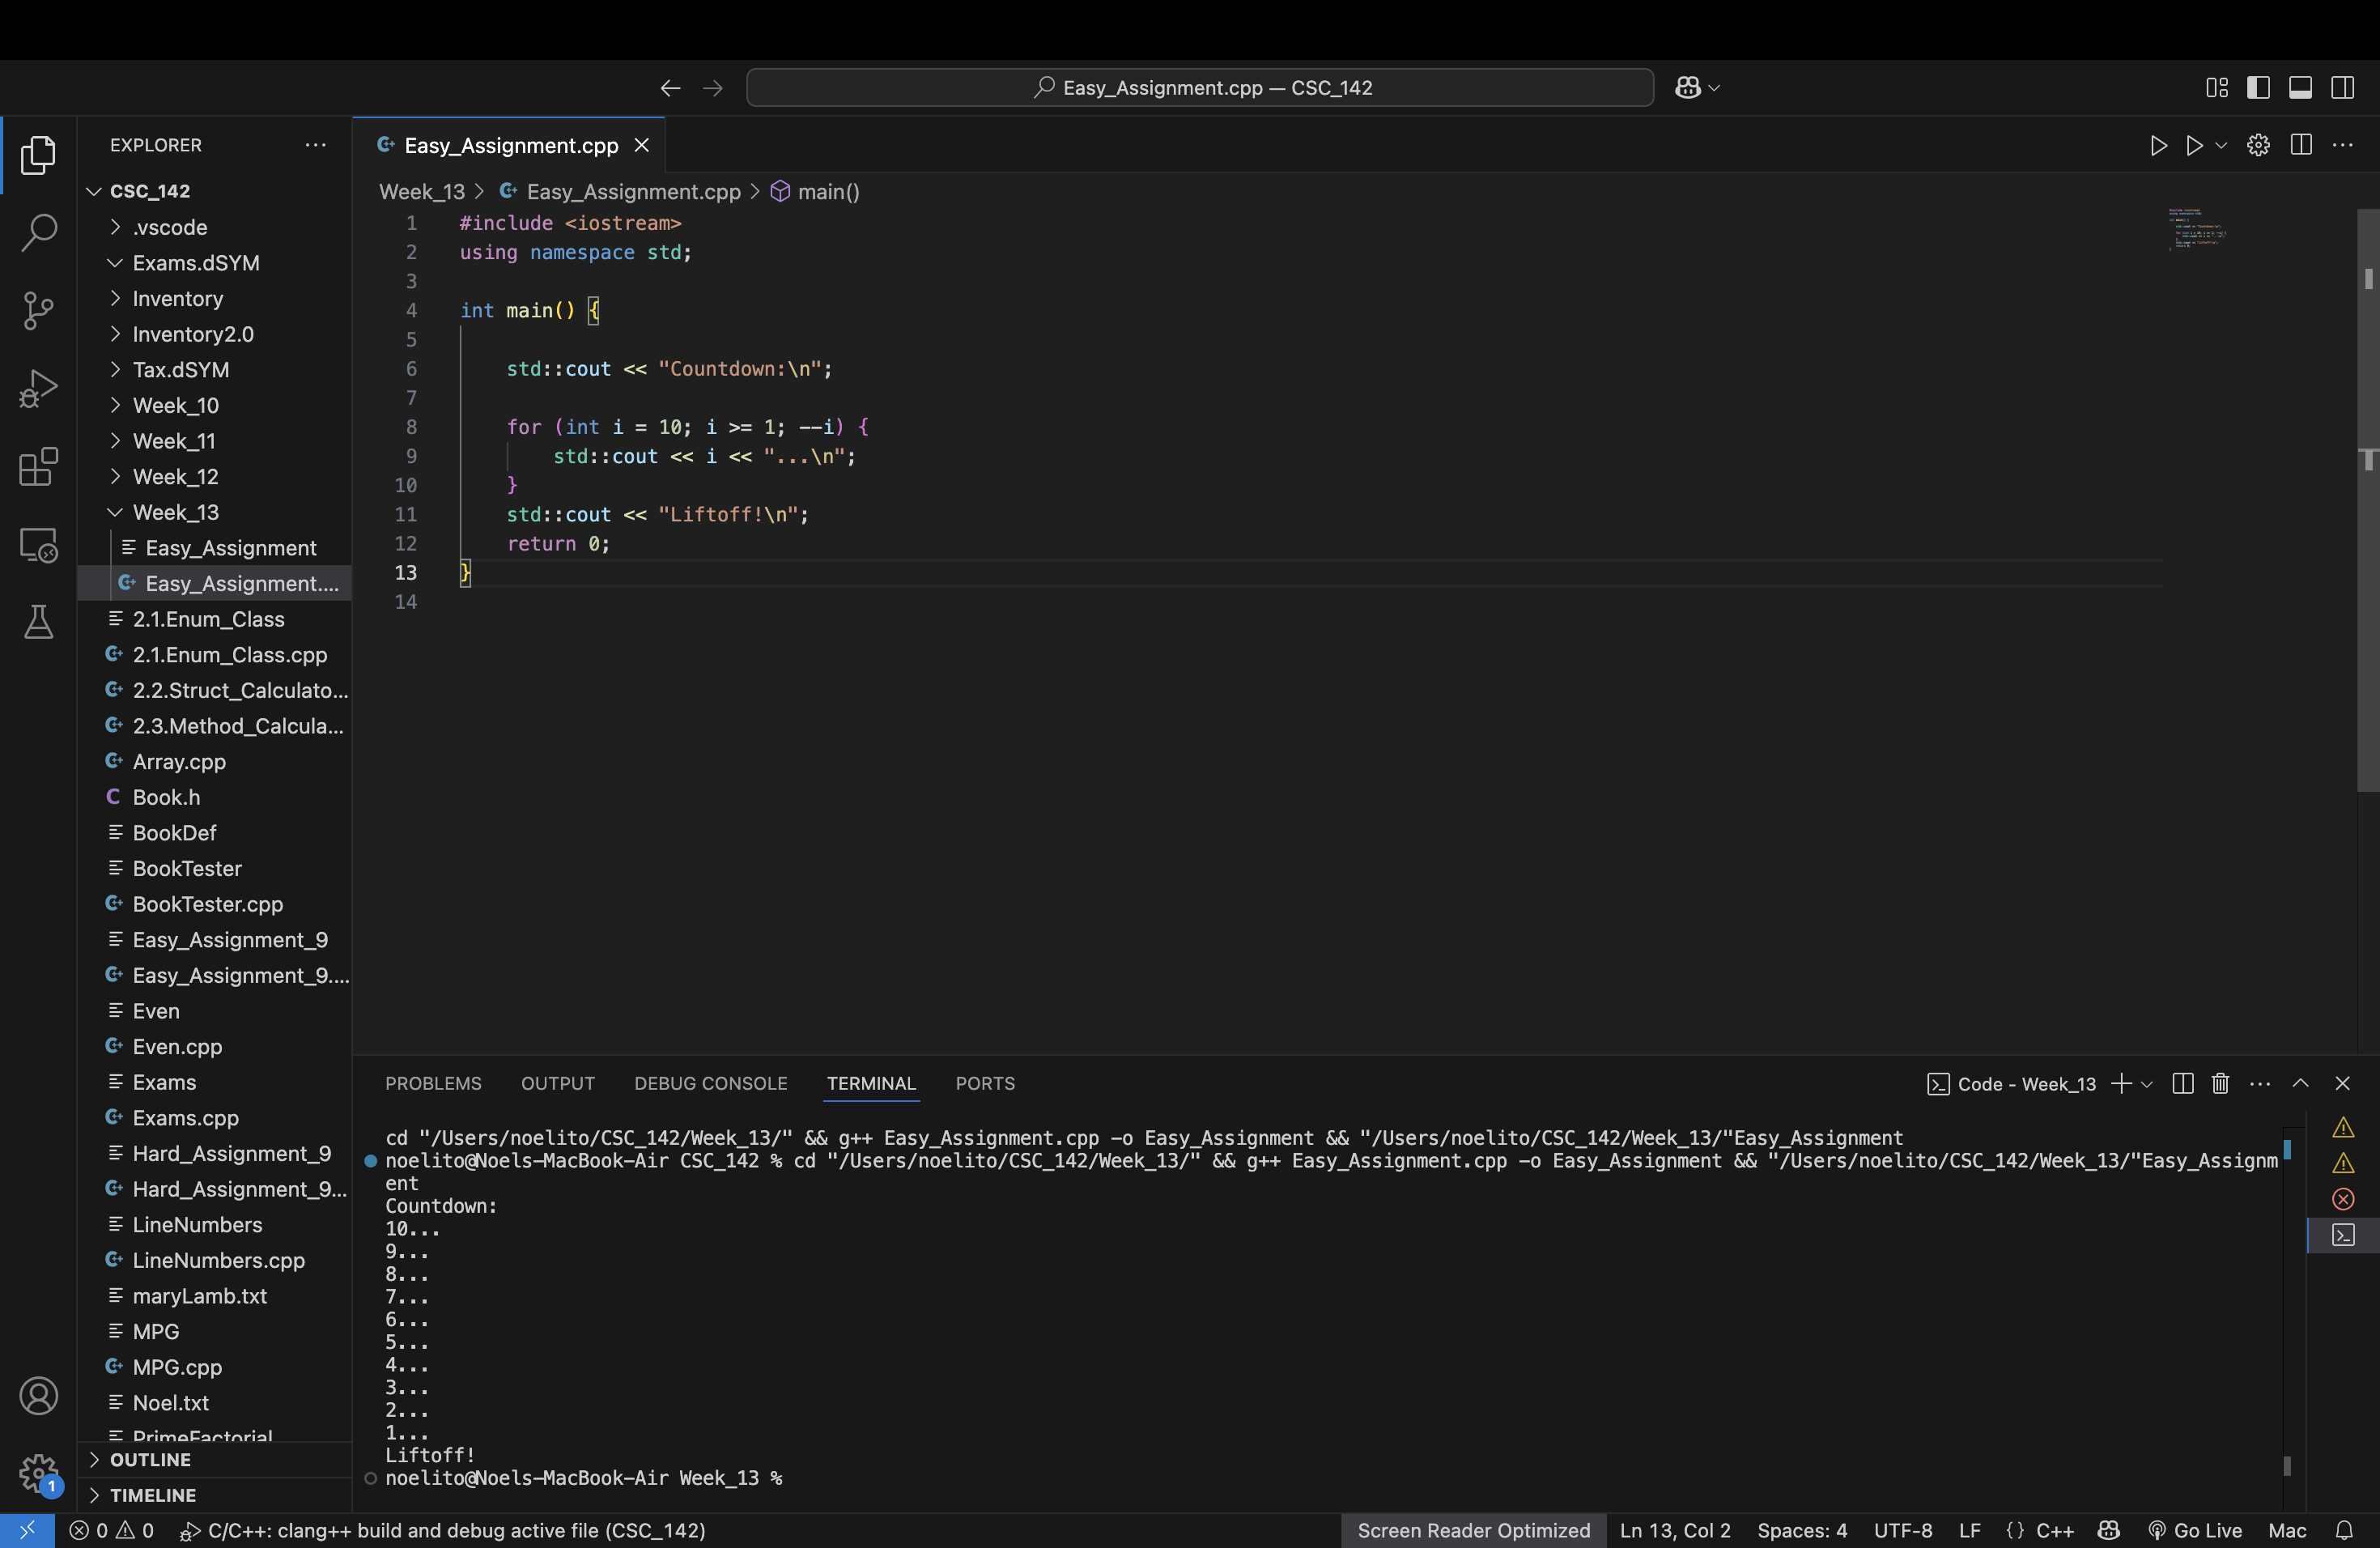 Easy_Assignment.cpp — CSC_142
EXPLORER
CSC_142
.vscode
Exams.dSYM
Inventory
Inventory2.0
Tax.dSYM
Week_10
Week_11
Week_12
Week_13
Easy_Assignment
Easy_Assignment....
2.1.Enum_Class
2.1.Enum_Class.cpp
2.2.Struct_Calculato...
2.3.Method_Calcula...
Array.cpp
Book.h
BookDef
BookTester
BookTester.cpp
Easy_Assignment_9
Easy_Assignment_9....
Even
Even.cpp
Exams
Exams.cpp
Hard_Assignment_9
Hard_Assignment_9...
LineNumbers
LineNumbers.cpp
maryLamb.txt
MPG
MPG.cpp
Noel.txt
PrimeFactorial
OUTLINE
TIMELINE
Easy_Assignment.cpp
Week_13 > Easy_Assignment.cpp > main()
1 #include <iostream>
2 using namespace std;
3
4 int main() {
5
6 std::cout << "Countdown:\n";
7
8 for (int i = 10; i >= 1; --i) {
9 std::cout << i << "...\n";
10 }
11 std::cout << "Liftoff!\n";
12 return 0;
13 }
14
PROBLEMS OUTPUT DEBUG CONSOLE TERMINAL PORTS
Code - Week_13
cd "/Users/noelito/CSC_142/Week_13/" && g++ Easy_Assignment.cpp -o Easy_Assignment && "/Users/noelito/CSC_142/Week_13/"Easy_Assignment
noelito@Noels-MacBook-Air CSC_142 % cd "/Users/noelito/CSC_142/Week_13/" && g++ Easy_Assignment.cpp -o Easy_Assignment && "/Users/noelito/CSC_142/Week_13/"Easy_Assignm
ent
Countdown:
10...
9...
8...
7...
6...
5...
4...
3...
2...
1...
Liftoff!
noelito@Noels-MacBook-Air Week_13 %
1
0 0 C/C++: clang++ build and debug active file (CSC_142) Screen Reader Optimized Ln 13, Col 2 Spaces: 4 UTF-8 LF {} C++ Go Live Mac